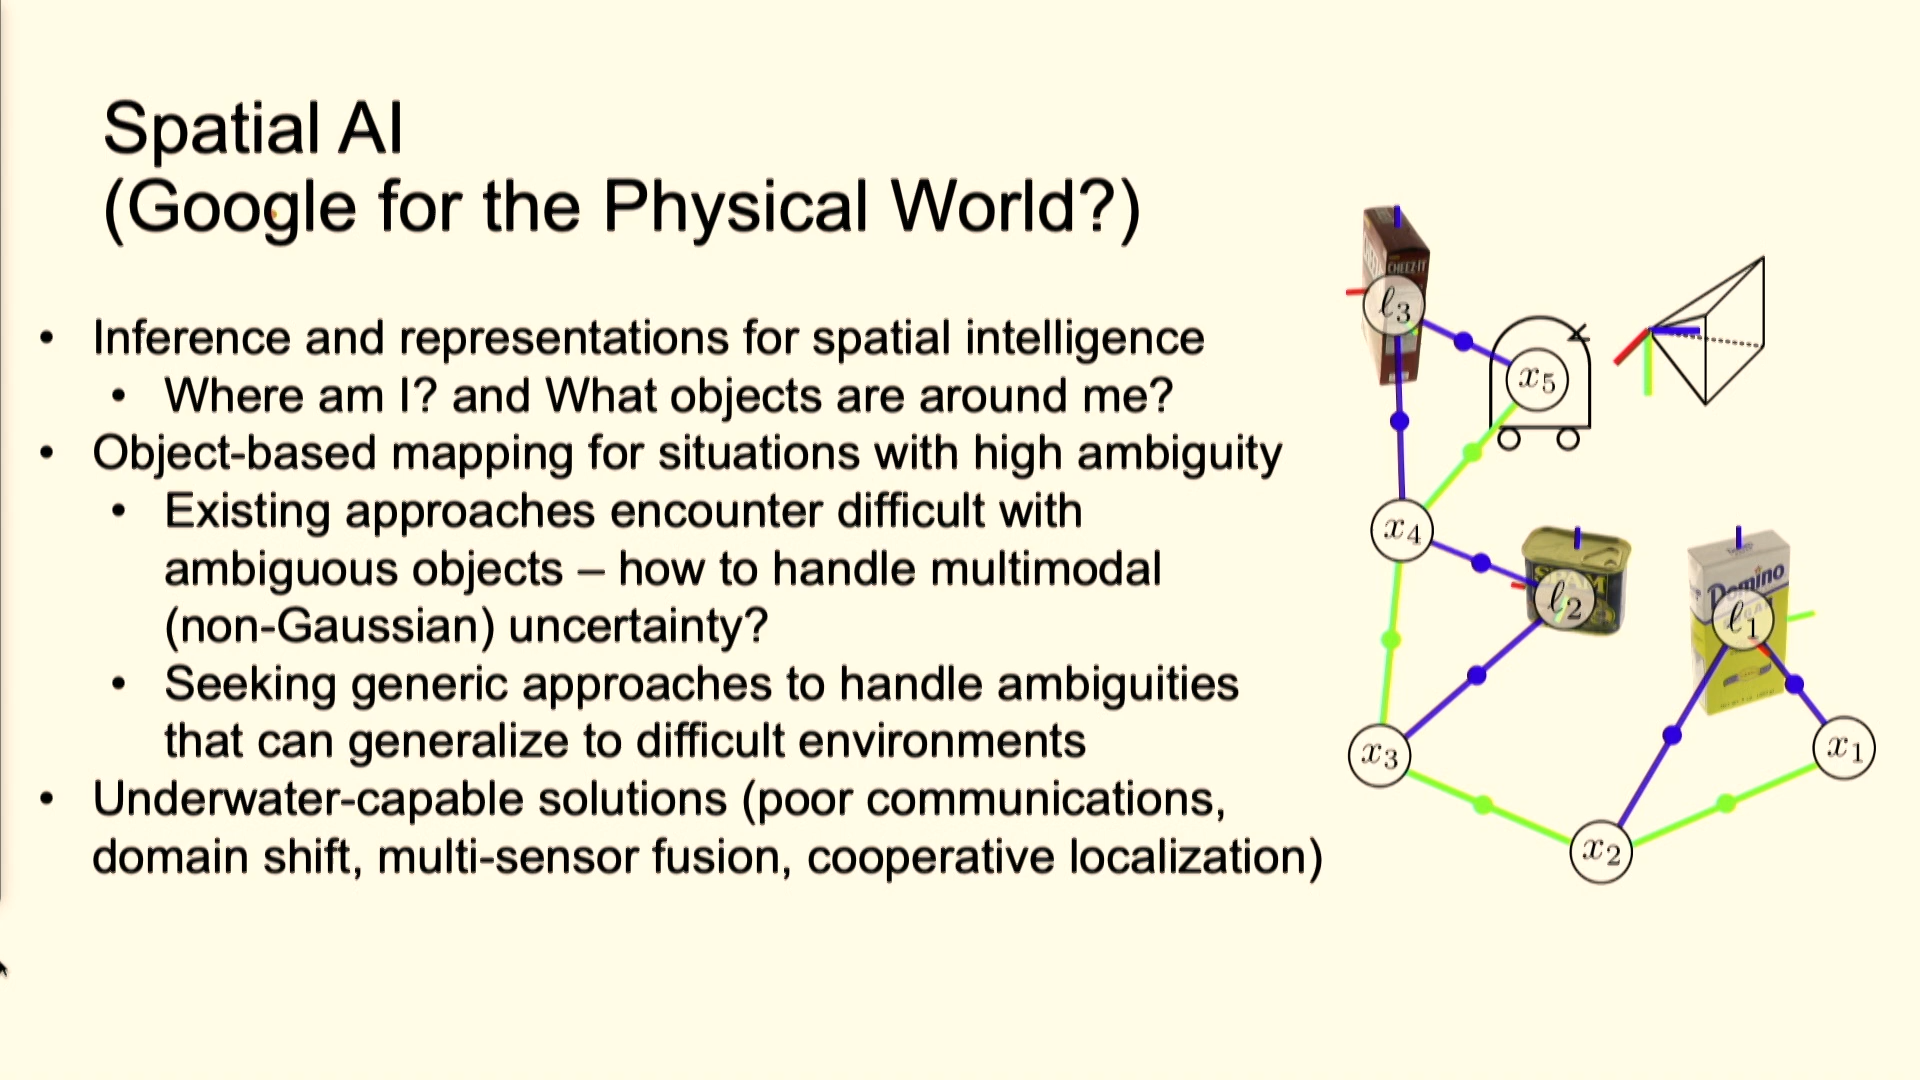 Spatial AI
(Google for the Physical World?)
• Inference and representations for spatial intelligence
• Where am I? and What objects are around me?
• Object-based mapping for situations with high ambiguity
• Existing approaches encounter difficult with
ambiguous objects – how to handle multimodal
(non-Gaussian) uncertainty?
• Seeking generic approaches to handle ambiguities
that can generalize to difficult environments
• Underwater-capable solutions (poor communications,
domain shift, multi-sensor fusion, cooperative localization)
CHEEZ-IT
ℓ3
x5
x4
SPAM
ℓ2
Domino
ℓ1
x3
x1
x2